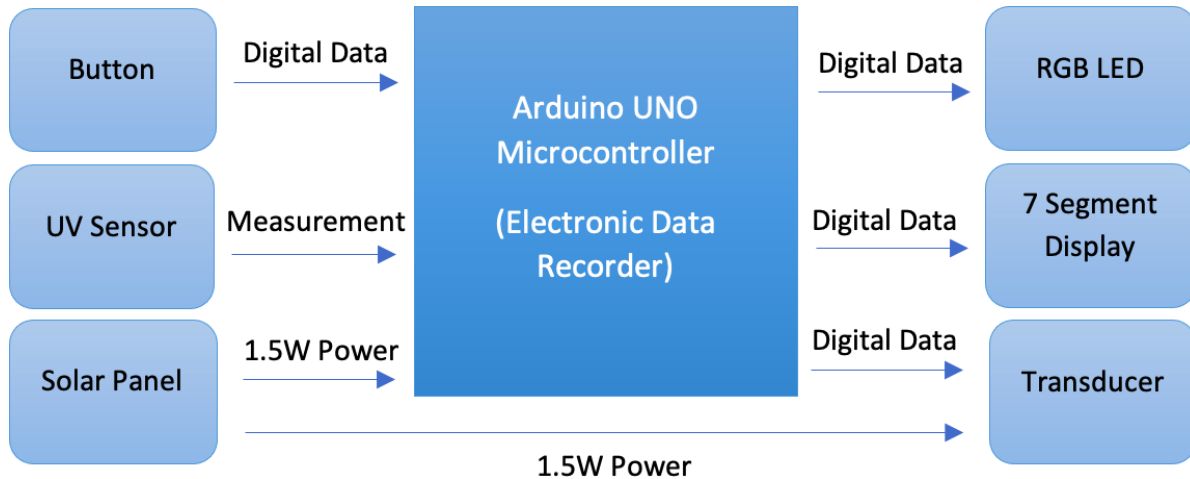 Button
Digital Data
Arduino UNO
Microcontroller
(Electronic Data
Recorder)
Digital Data
RGB LED
UV Sensor
Measurement
Digital Data
7 Segment
Display
Solar Panel
1.5W Power
Digital Data
Transducer
1.5W Power